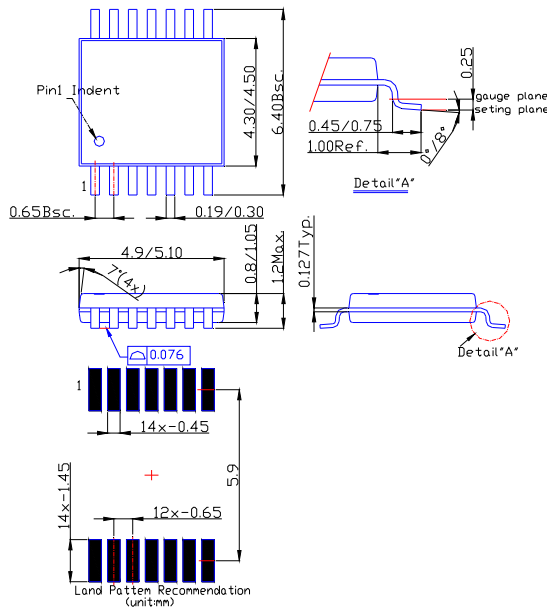 Pin1 Indent
1
0.65Bsc.
0.19/0.30
4.30/4.50
6.40Bsc.
0.25
gauge plane
seting plane
0.45/0.75
1.00Ref.
0°/8°
Detail"A"
4.9/5.10
7°(4x)
0.8/1.05
1.2Max.
0.076
0.127Typ.
Detail"A"
1
14x-0.45
5.9
14x-1.45
12x-0.65
Land Pattem Recommendation
(unit:mm)